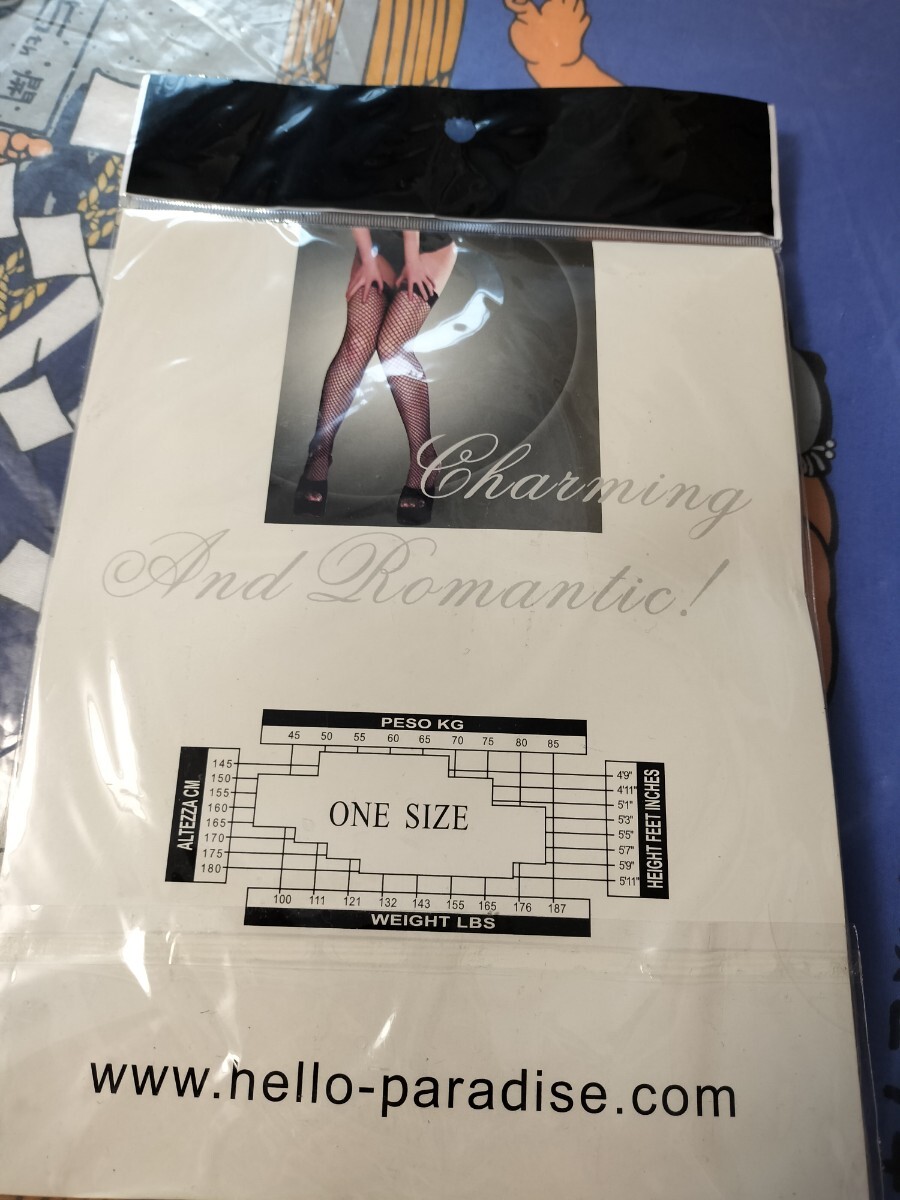 Charming
And Romantic!
PESO KG
45 50 55 60 65 70 75 80 85
ALTEZZA CM
145
150
155
160
165
170
175
180
ONE SIZE
4'9"
4'11"
5'1"
5'3"
5'5"
5'7"
5'9"
5'11"
HEIGHT FEET INCHES
100 111 121 132 143 155 165 176 187
WEIGHT LBS
www.hello-paradise.com